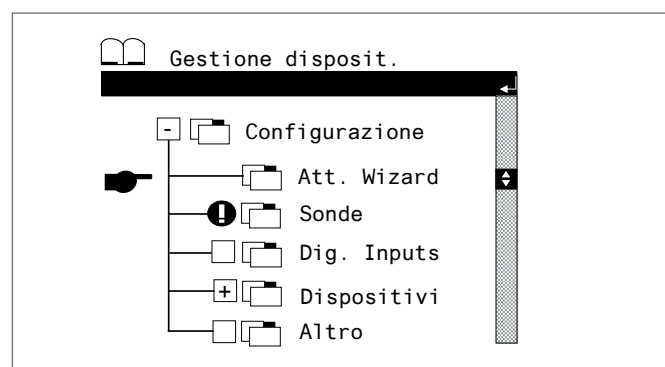 Gestione disposit.
- Configurazione
Att. Wizard
! Sonde
Dig. Inputs
+ Dispositivi
Altro